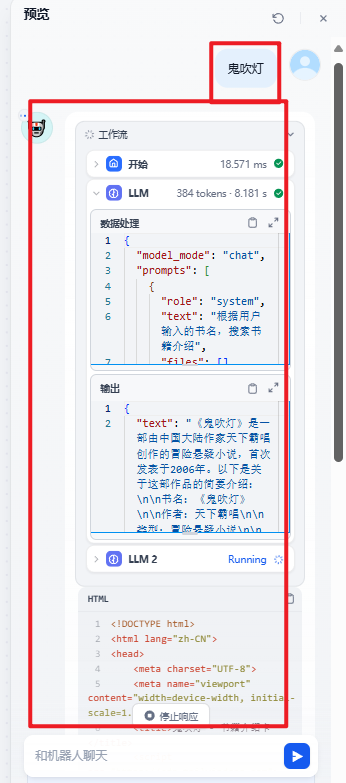 预览
鬼吹灯
工作流
开始 18.571 ms
LLM 384 tokens · 8.181 s
数据处理
1 {
2 "model_mode": "chat",
3 "prompts": [
4 {
5 "role": "system",
6 "text": "根据用户
输入的书名，搜索书
籍介绍",
7 "files": []
输出
1 {
2 "text": "《鬼吹灯》是一
部由中国大陆作家天下霸唱
创作的冒险悬疑小说，首次
发表于2006年。以下是关
于这部作品的简要介绍：
\n\n书名：《鬼吹灯》
\n\n作者：天下霸唱\n\n
类型：冒险悬疑小说\n\n
LLM 2 Running
HTML
1 <!DOCTYPE html>
2 <html lang="zh-CN">
3 <head>
4 <meta charset="UTF-8">
5 <meta name="viewport"
content="width=device-width, initial-
scale=1.
停止响应
和机器人聊天